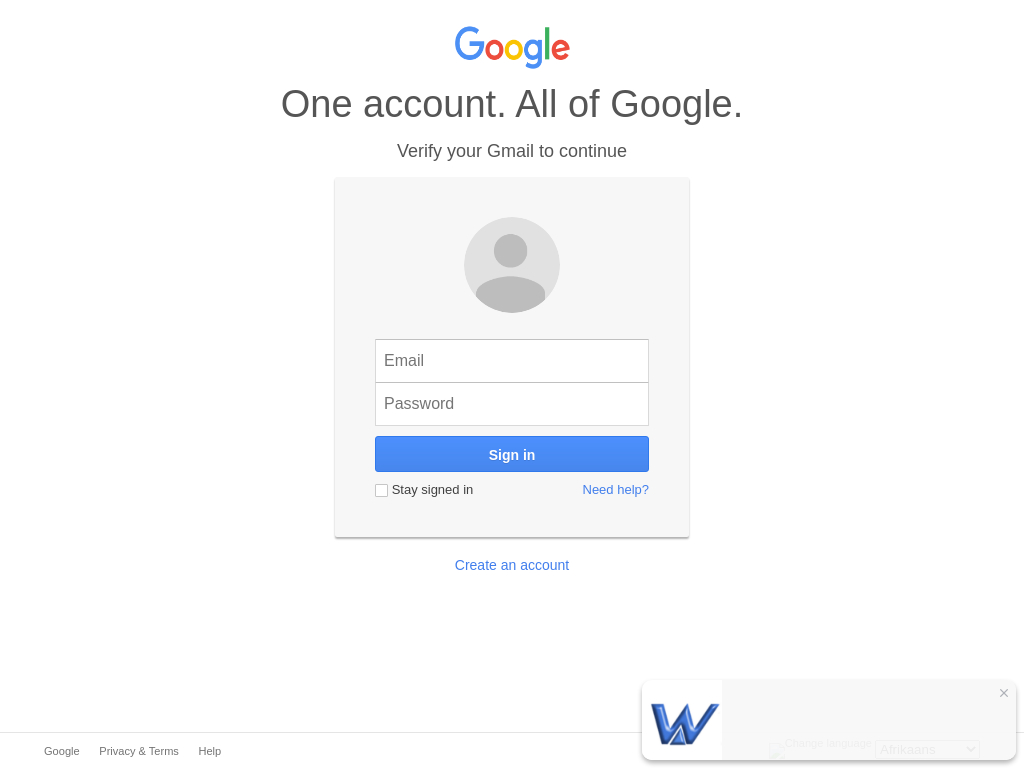 Google
One account. All of Google.
Verify your Gmail to continue
Email
Password
Sign in
Stay signed in
Need help?
Create an account
W
Google
Privacy & Terms
Help
Change language
Afrikaans